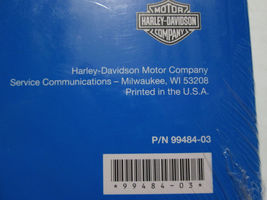 MOTOR
HARLEY-DAVIDSON
COMPANY
Harley-Davidson Motor Company
Service Communications – Milwaukee, WI 53208
Printed in the U.S.A.
P/N 99484-03
*99484-03*